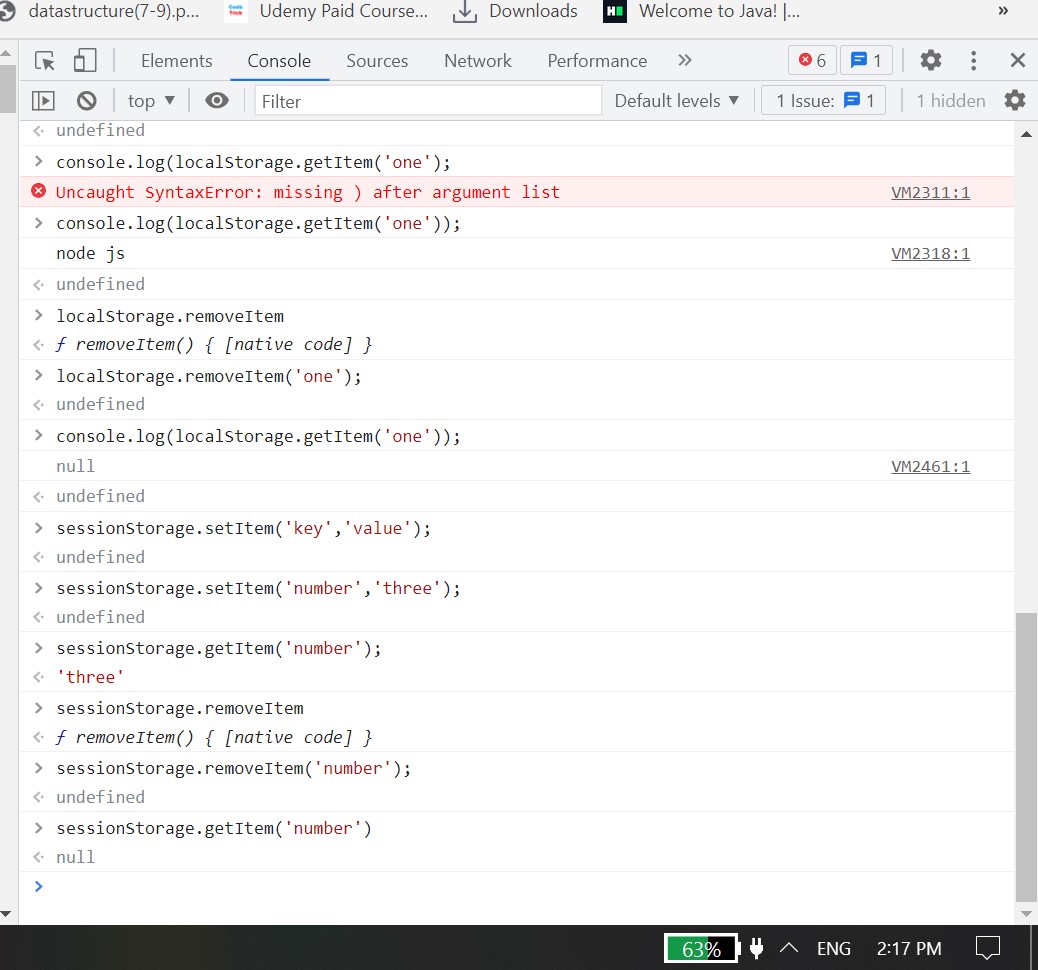 datastructure(7-9).p... Udemy Paid Course... Downloads Welcome to Java! |... »
Elements Console Sources Network Performance » 6 1
top ▼ Filter Default levels ▼ 1 Issue: 1 1 hidden
undefined
> console.log(localStorage.getItem('one');
Uncaught SyntaxError: missing ) after argument list VM2311:1
> console.log(localStorage.getItem('one'));
node js VM2318:1
undefined
> localStorage.removeItem
ƒ removeItem() { [native code] }
> localStorage.removeItem('one');
undefined
> console.log(localStorage.getItem('one'));
null VM2461:1
undefined
> sessionStorage.setItem('key','value');
undefined
> sessionStorage.setItem('number','three');
undefined
> sessionStorage.getItem('number');
'three'
> sessionStorage.removeItem
ƒ removeItem() { [native code] }
> sessionStorage.removeItem('number');
undefined
> sessionStorage.getItem('number')
null
>
63% ENG 2:17 PM